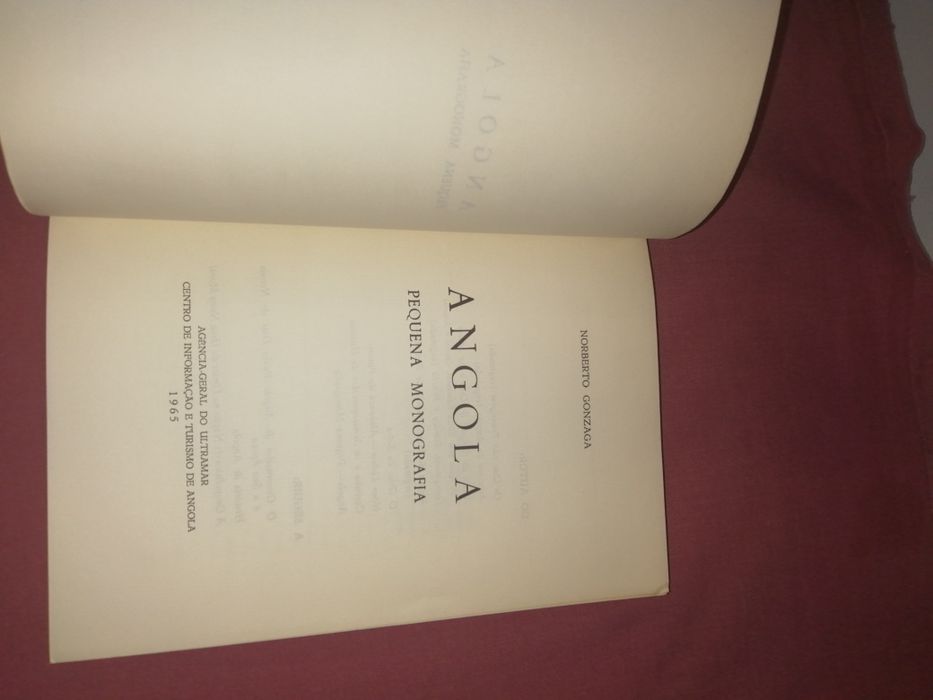 NORBERTO GONZAGA
ANGOLA
PEQUENA MONOGRAFIA
AGÊNCIA-GERAL DO ULTRAMAR
CENTRO DE INFORMAÇÃO E TURISMO DE ANGOLA
1965